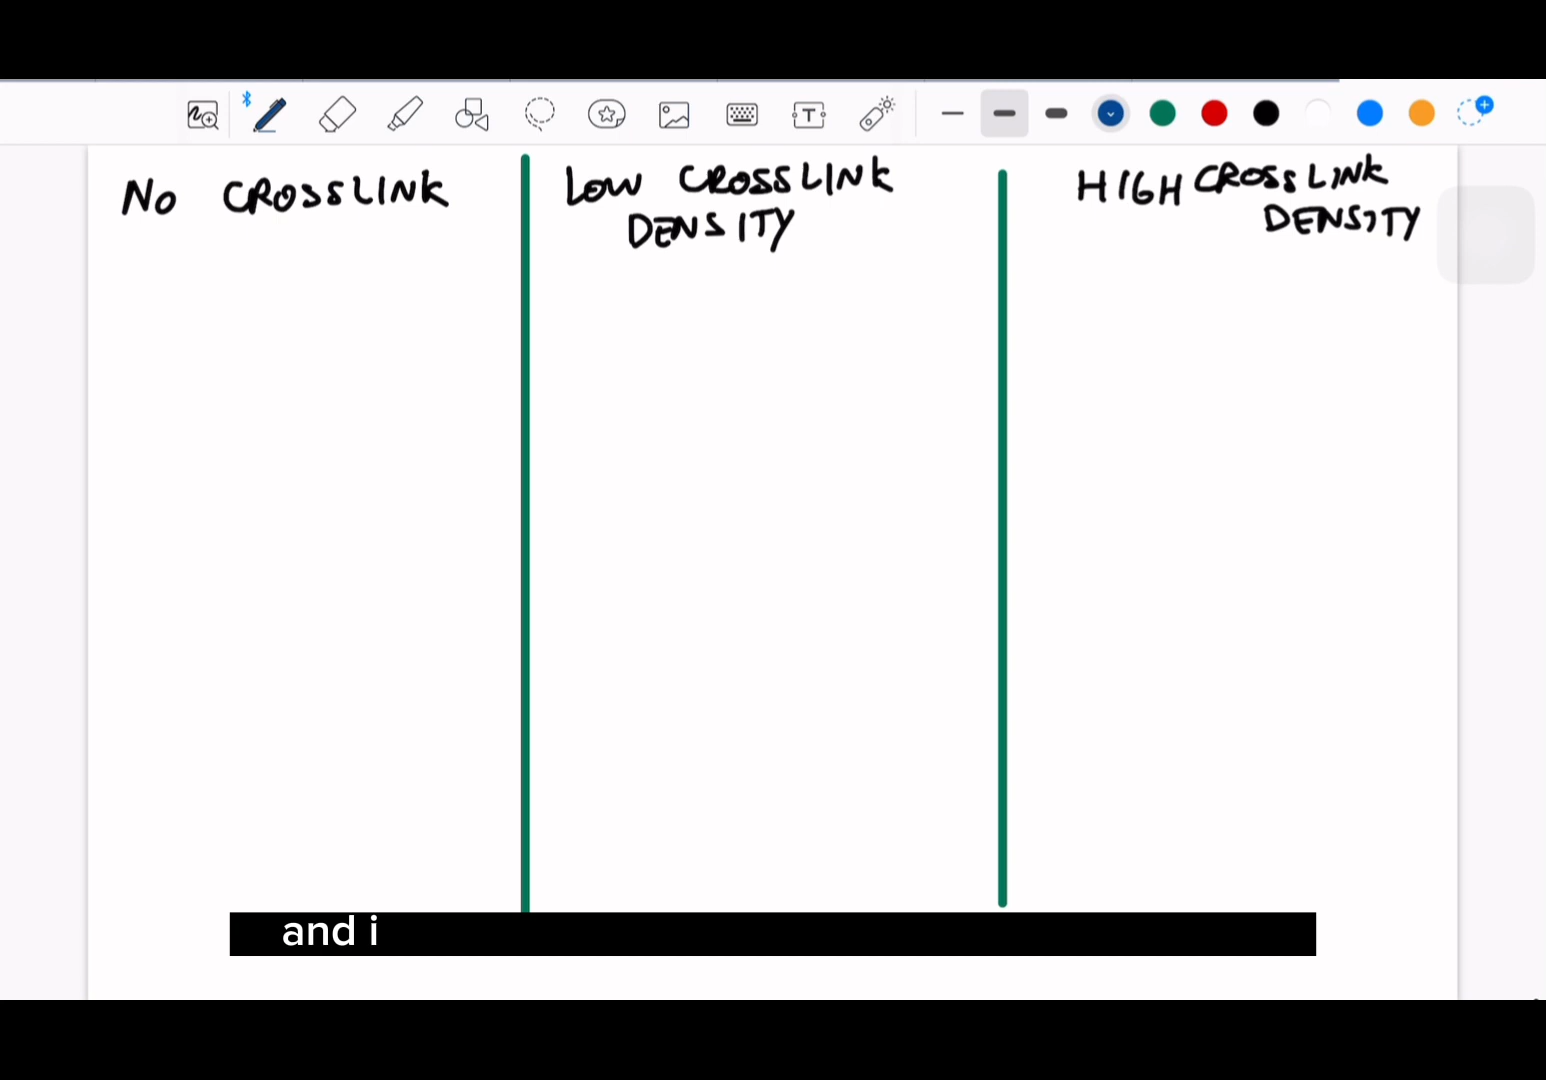 NO CROSSLINK
LOW CROSSLINK
DENSITY
HIGH CROSSLINK
DENSITY
and i